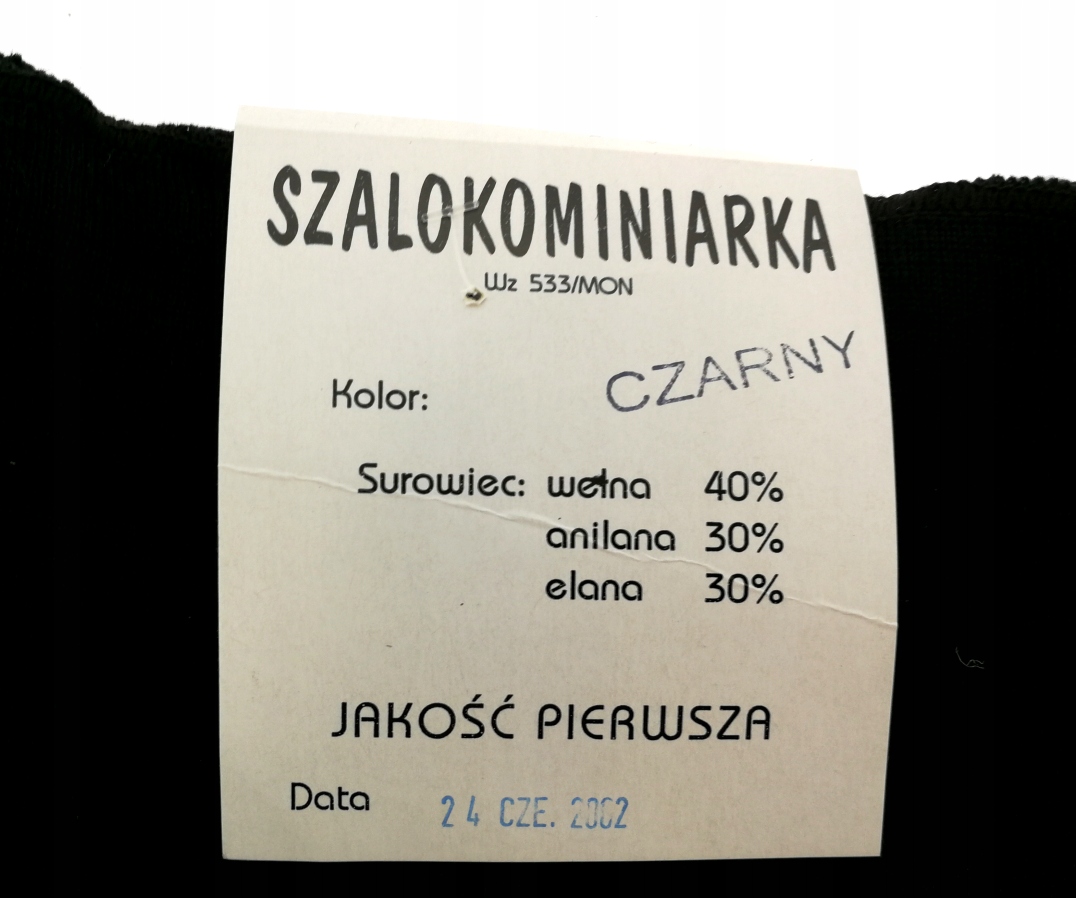 SZALOKOMINIARKA
Wz 533/MON
Kolor: CZARNY
Surowiec: wełna 40%
anilana 30%
elana 30%
JAKOŚĆ PIERWSZA
Data 24 CZE. 2002